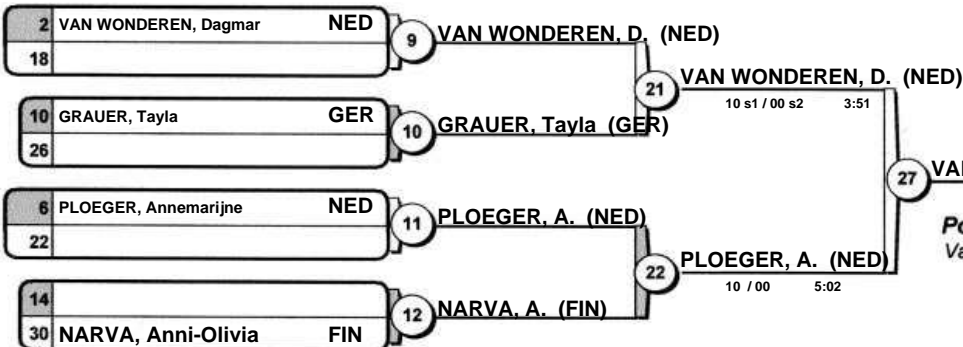 2 VAN WONDEREN, Dagmar NED
18
10 GRAUER, Tayla GER
26
6 PLOEGER, Annemarijne NED
22
14
30 NARVA, Anni-Olivia FIN
9 VAN WONDEREN, D. (NED)
10 GRAUER, Tayla (GER)
11 PLOEGER, A. (NED)
12 NARVA, A. (FIN)
21 VAN WONDEREN, D. (NED)
10 s1 / 00 s2 3:51
22 PLOEGER, A. (NED)
10 / 00 5:02
27